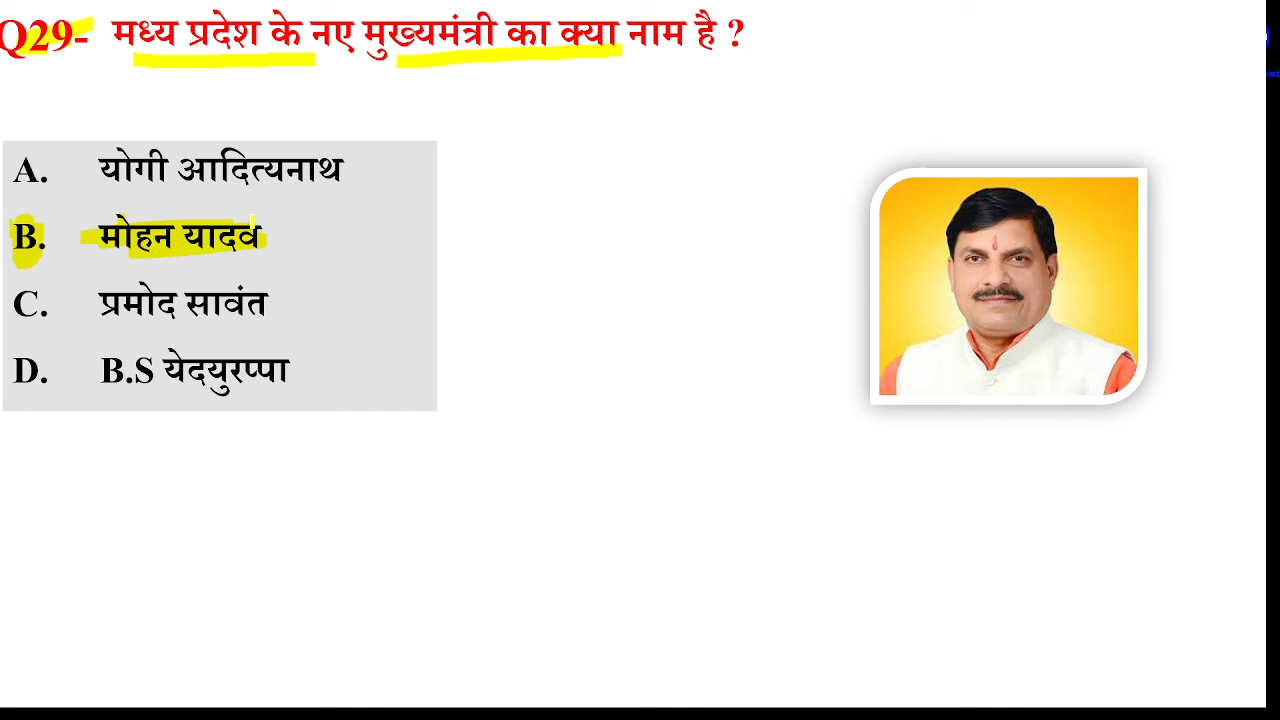 Q29- मध्य प्रदेश के नए मुख्यमंत्री का क्या नाम है ?
A. योगी आदित्यनाथ
B. मोहन यादव
C. प्रमोद सावंत
D. B.S येदयुरप्पा